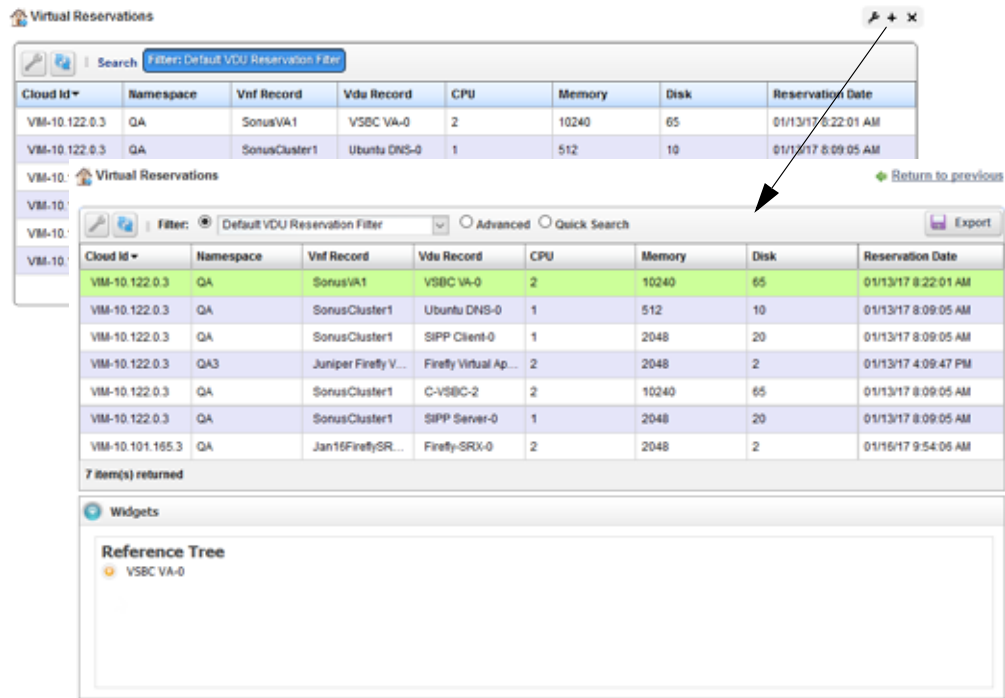 Virtual Reservations
Search Filter: Default VDU Reservation Filter
Cloud Id Namespace Vnf Record Vdu Record CPU Memory Disk Reservation Date
VIM-10.122.0.3 QA SonusVA1 VSBC VA-0 2 10240 65 01/13/17 8:22:01 AM
VIM-10.122.0.3 QA SonusCluster1 Ubuntu DNS-0 1 512 10 01/13/17 8:09:05 AM
VIM-10.
VIM-10.
VIM-10.
VIM-10.
Virtual Reservations Return to previous
Filter: Default VDU Reservation Filter Advanced Quick Search Export
Cloud Id Namespace Vnf Record Vdu Record CPU Memory Disk Reservation Date
VIM-10.122.0.3 QA SonusVA1 VSBC VA-0 2 10240 65 01/13/17 8:22:01 AM
VIM-10.122.0.3 QA SonusCluster1 Ubuntu DNS-0 1 512 10 01/13/17 8:09:05 AM
VIM-10.122.0.3 QA SonusCluster1 SIPP Client-0 1 2048 20 01/13/17 8:09:05 AM
VIM-10.122.0.3 QA3 Juniper Firefly V... Firefly Virtual Ap... 2 2048 2 01/13/17 4:09:47 PM
VIM-10.122.0.3 QA SonusCluster1 C-VSBC-2 2 10240 65 01/13/17 8:09:05 AM
VIM-10.122.0.3 QA SonusCluster1 SIPP Server-0 1 2048 20 01/13/17 8:09:05 AM
VIM-10.101.165.3 QA Jan16FireflySR... Firefly-SRX-0 2 2048 2 01/16/17 9:54:06 AM
7 item(s) returned
Widgets
Reference Tree
VSBC VA-0